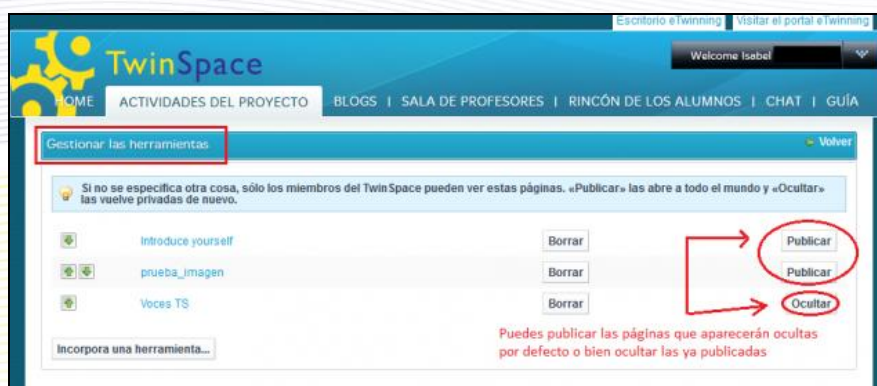 Escritorio eTwinning Visitar el portal eTwinning
TwinSpace
Welcome Isabel
HOME ACTIVIDADES DEL PROYECTO BLOGS | SALA DE PROFESORES | RINCÓN DE LOS ALUMNOS | CHAT | GUÍA
Gestionar las herramientas Volver
Si no se especifica otra cosa, sólo los miembros del TwinSpace pueden ver estas páginas. «Publicar» las abre a todo el mundo y «Ocultar»
las vuelve privadas de nuevo.
Introduce yourself Borrar Publicar
prueba_imagen Borrar Publicar
Voces TS Borrar Ocultar
Puedes publicar las páginas que aparecerán ocultas
por defecto o bien ocultar las ya publicadas
Incorpora una herramienta...